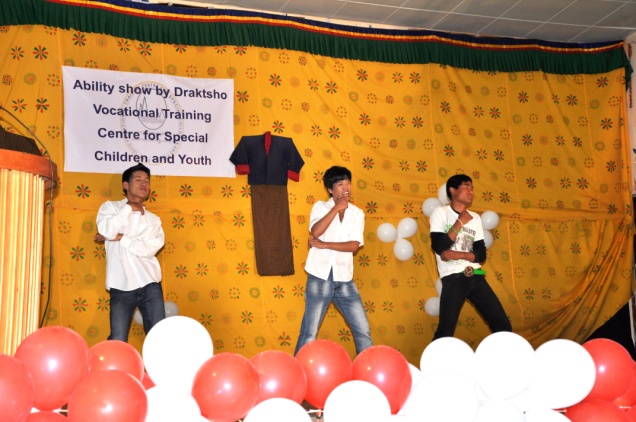 Ability show by Draktsho
Vocational Training
Centre for Special
Children and Youth